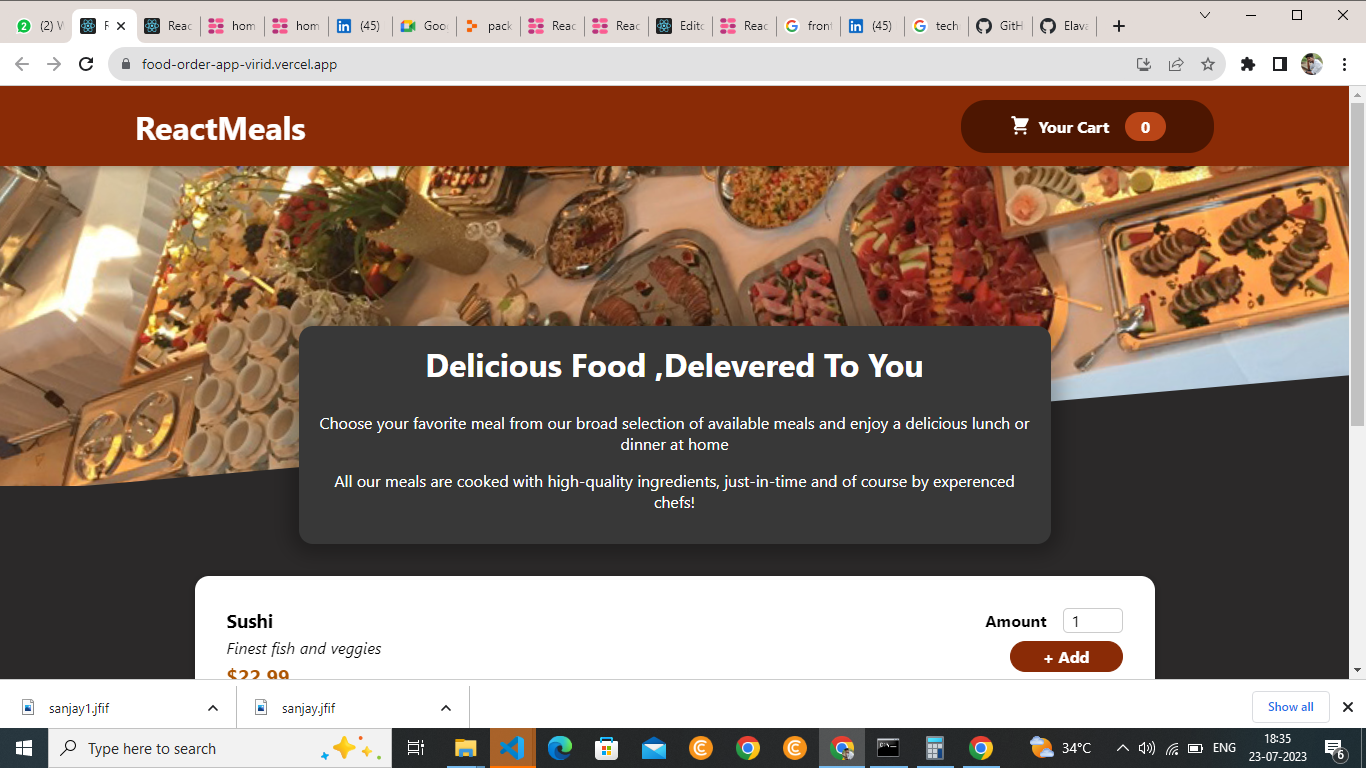 2
(2) W
R
Reac
hom
hom
(45)
Goo
pack
Reac
Reac
Edito
Reac
front
(45)
tech
GitH
Elava
food-order-app-virid.vercel.app
ReactMeals
Your Cart 0
Delicious Food ,Delevered To You
Choose your favorite meal from our broad selection of available meals and enjoy a delicious lunch or
dinner at home
All our meals are cooked with high-quality ingredients, just-in-time and of course by experenced
chefs!
Sushi
Amount 1
Finest fish and veggies
+ Add
$22.99
sanjay1.jfif
sanjay.jfif
Show all
Type here to search
34°C
ENG
18:35
23-07-2023
6